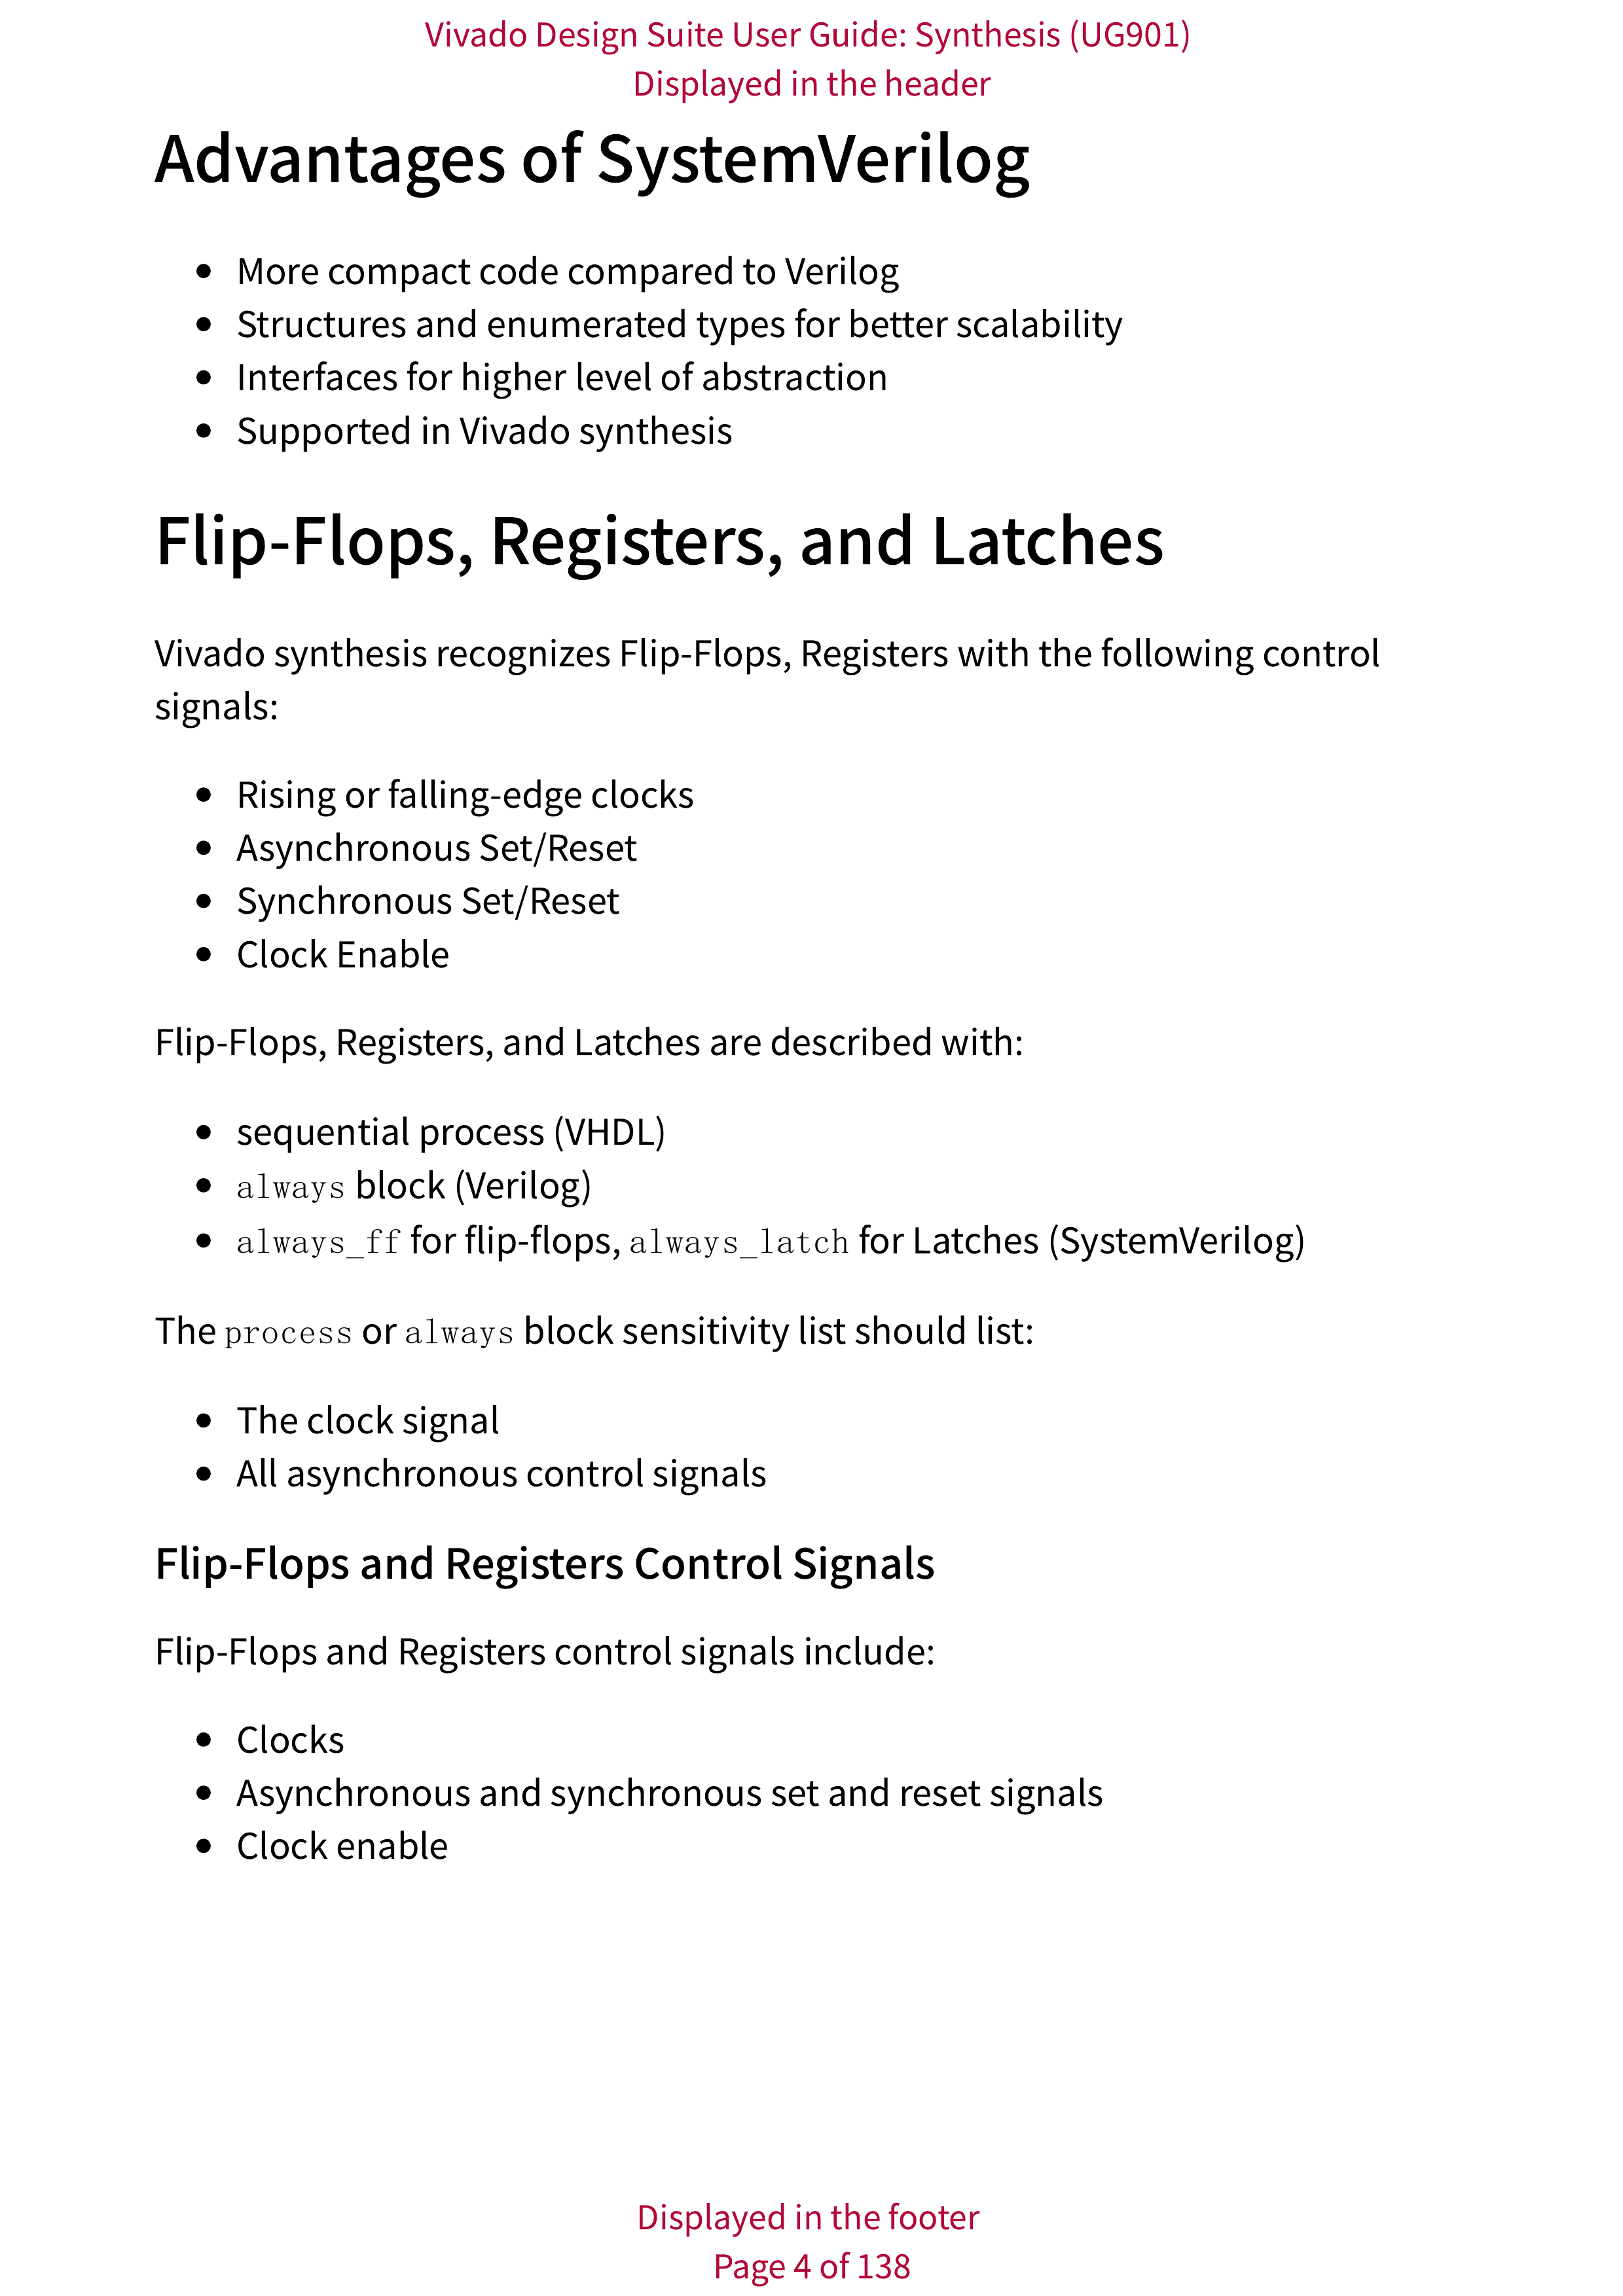 Vivado Design Suite User Guide: Synthesis (UG901)
Displayed in the header
Advantages of SystemVerilog
• More compact code compared to Verilog
• Structures and enumerated types for better scalability
• Interfaces for higher level of abstraction
• Supported in Vivado synthesis
Flip-Flops, Registers, and Latches
Vivado synthesis recognizes Flip-Flops, Registers with the following control
signals:
• Rising or falling-edge clocks
• Asynchronous Set/Reset
• Synchronous Set/Reset
• Clock Enable
Flip-Flops, Registers, and Latches are described with:
• sequential process (VHDL)
• always block (Verilog)
• always_ff for flip-flops, always_latch for Latches (SystemVerilog)
The process or always block sensitivity list should list:
• The clock signal
• All asynchronous control signals
Flip-Flops and Registers Control Signals
Flip-Flops and Registers control signals include:
• Clocks
• Asynchronous and synchronous set and reset signals
• Clock enable
Displayed in the footer
Page 4 of 138